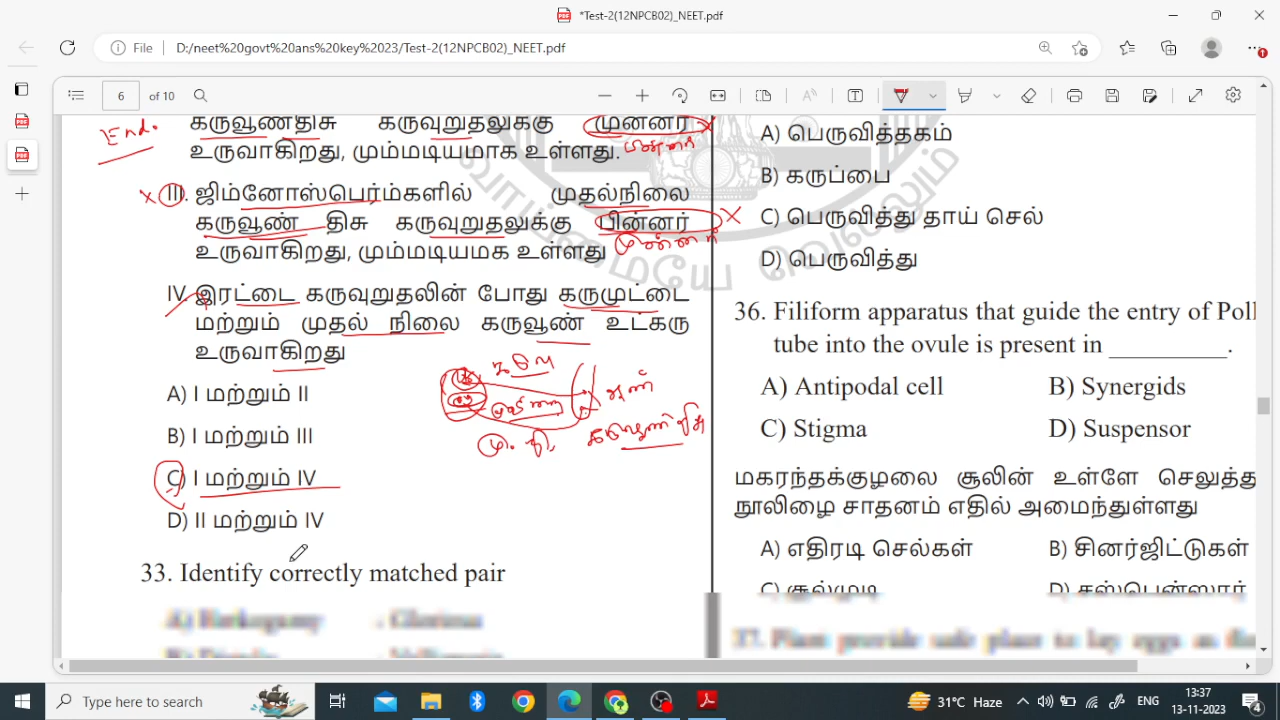 *Test-2(12NPCB02)_NEET.pdf
File D:/neet%20govt%20ans%20key%2023/Test-2(12NPCB02)_NEET.pdf
6 of 10
End.
கருவூண்திசு கருவுறுதலுக்கு முன்னர்
உருவாகிறது, மும்மடியமாக உள்ளது.
III. ஜிம்னோஸ்பெர்ம்களில் முதல்நிலை
கருவூண் திசு கருவுறுதலுக்கு பின்னர்
உருவாகிறது, மும்மடியமக உள்ளது
முன்னர்
IV. இரட்டை கருவுறுதலின் போது கருமுட்டை
மற்றும் முதல் நிலை கருவூண் உட்கரு
உருவாகிறது
A) I மற்றும் II
B) I மற்றும் III
C) I மற்றும் IV
D) II மற்றும் IV
33. Identify correctly matched pair
A) பெருவித்தகம்
B) கருப்பை
C) பெருவித்து தாய் செல்
D) பெருவித்து
வாய்மையே வெல்லும்
36. Filiform apparatus that guide the entry of Poll
tube into the ovule is present in ________.
A) Antipodal cell B) Synergids
C) Stigma D) Suspensor
மகரந்தக்குழலை சூலின் உள்ளே செலுத்து
நூலிழை சாதனம் எதில் அமைந்துள்ளது
A) எதிரடி செல்கள் B) சினர்ஜிட்டுகள்
C) சூல்முடி D) சஸ்பென்ஸார்
Type here to search
31°C Haze
ENG
13:37
13-11-2023
4